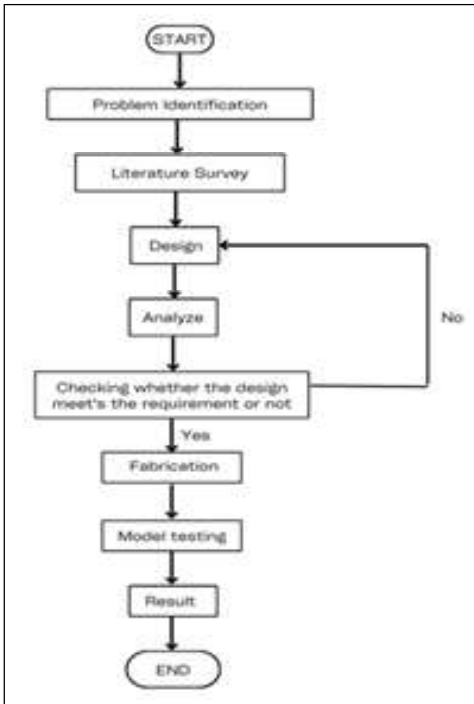 START
Problem Identification
Literature Survey
Design
Analyze
No
Checking whether the design
meet's the requirement or not
Yes
Fabrication
Model testing
Result
END